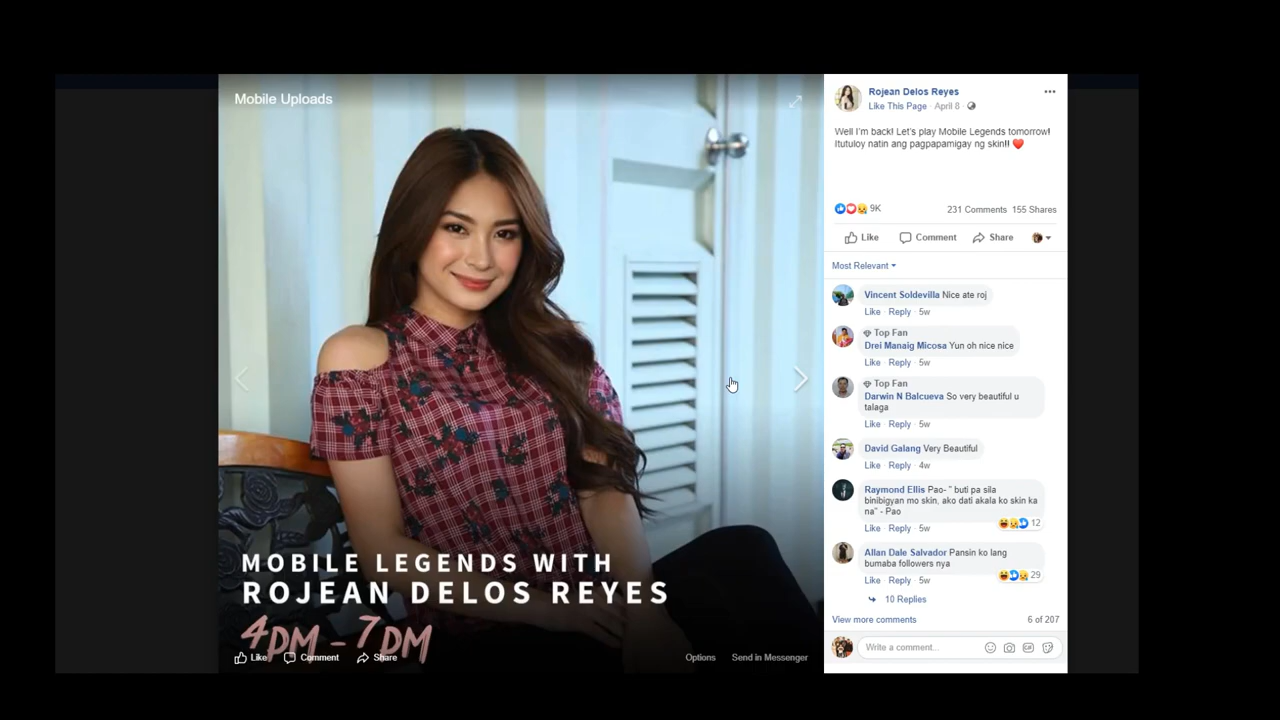 Mobile Uploads
MOBILE LEGENDS WITH
ROJEAN DELOS REYES
4PM - 7PM
Like Comment Share
Options Send in Messenger
Rojean Delos Reyes
Like This Page · April 8 ·
Well I'm back! Let's play Mobile Legends tomorrow!
Itutuloy natin ang pagpapamigay ng skin!! ❤️
9K
231 Comments 155 Shares
Like Comment Share
Most Relevant
Vincent Soldevilla Nice ate roj
Like · Reply · 5w
Top Fan
Drei Manaig Micosa Yun oh nice nice
Like · Reply · 5w
Top Fan
Darwin N Balcueva So very beautiful u
talaga
Like · Reply · 5w
David Galang Very Beautiful
Like · Reply · 4w
Raymond Ellis Pao- " buti pa sila
binibigyan mo skin, ako dati akala ko skin ka
na" - Pao
12
Like · Reply · 5w
Allan Dale Salvador Pansin ko lang
bumaba followers nya
29
Like · Reply · 5w
10 Replies
View more comments 6 of 207
Write a comment...
GIF